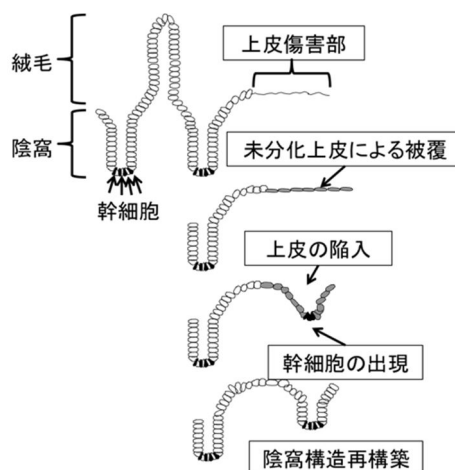 絨毛
陰窩
幹細胞
上皮傷害部
未分化上皮による被覆
上皮の陥入
幹細胞の出現
陰窩構造再構築